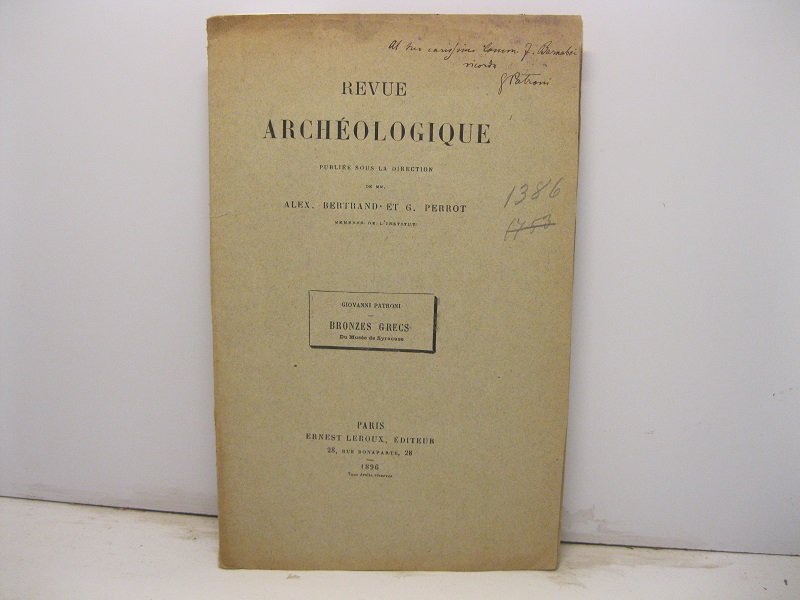 Al suo carissimo Comm. F. Barnabei
ricordo
G Patroni
REVUE
ARCHÉOLOGIQUE
PUBLIÉE SOUS LA DIRECTION
DE MM.
ALEX. BERTRAND ET G. PERROT
MEMBRES DE L'INSTITUT
1386
1753
GIOVANNI PATRONI
BRONZES GRECS
Du Musée de Syracuse
PARIS
ERNEST LEROUX, ÉDITEUR
28, RUE BONAPARTE, 28
1896
Tous droits réservés